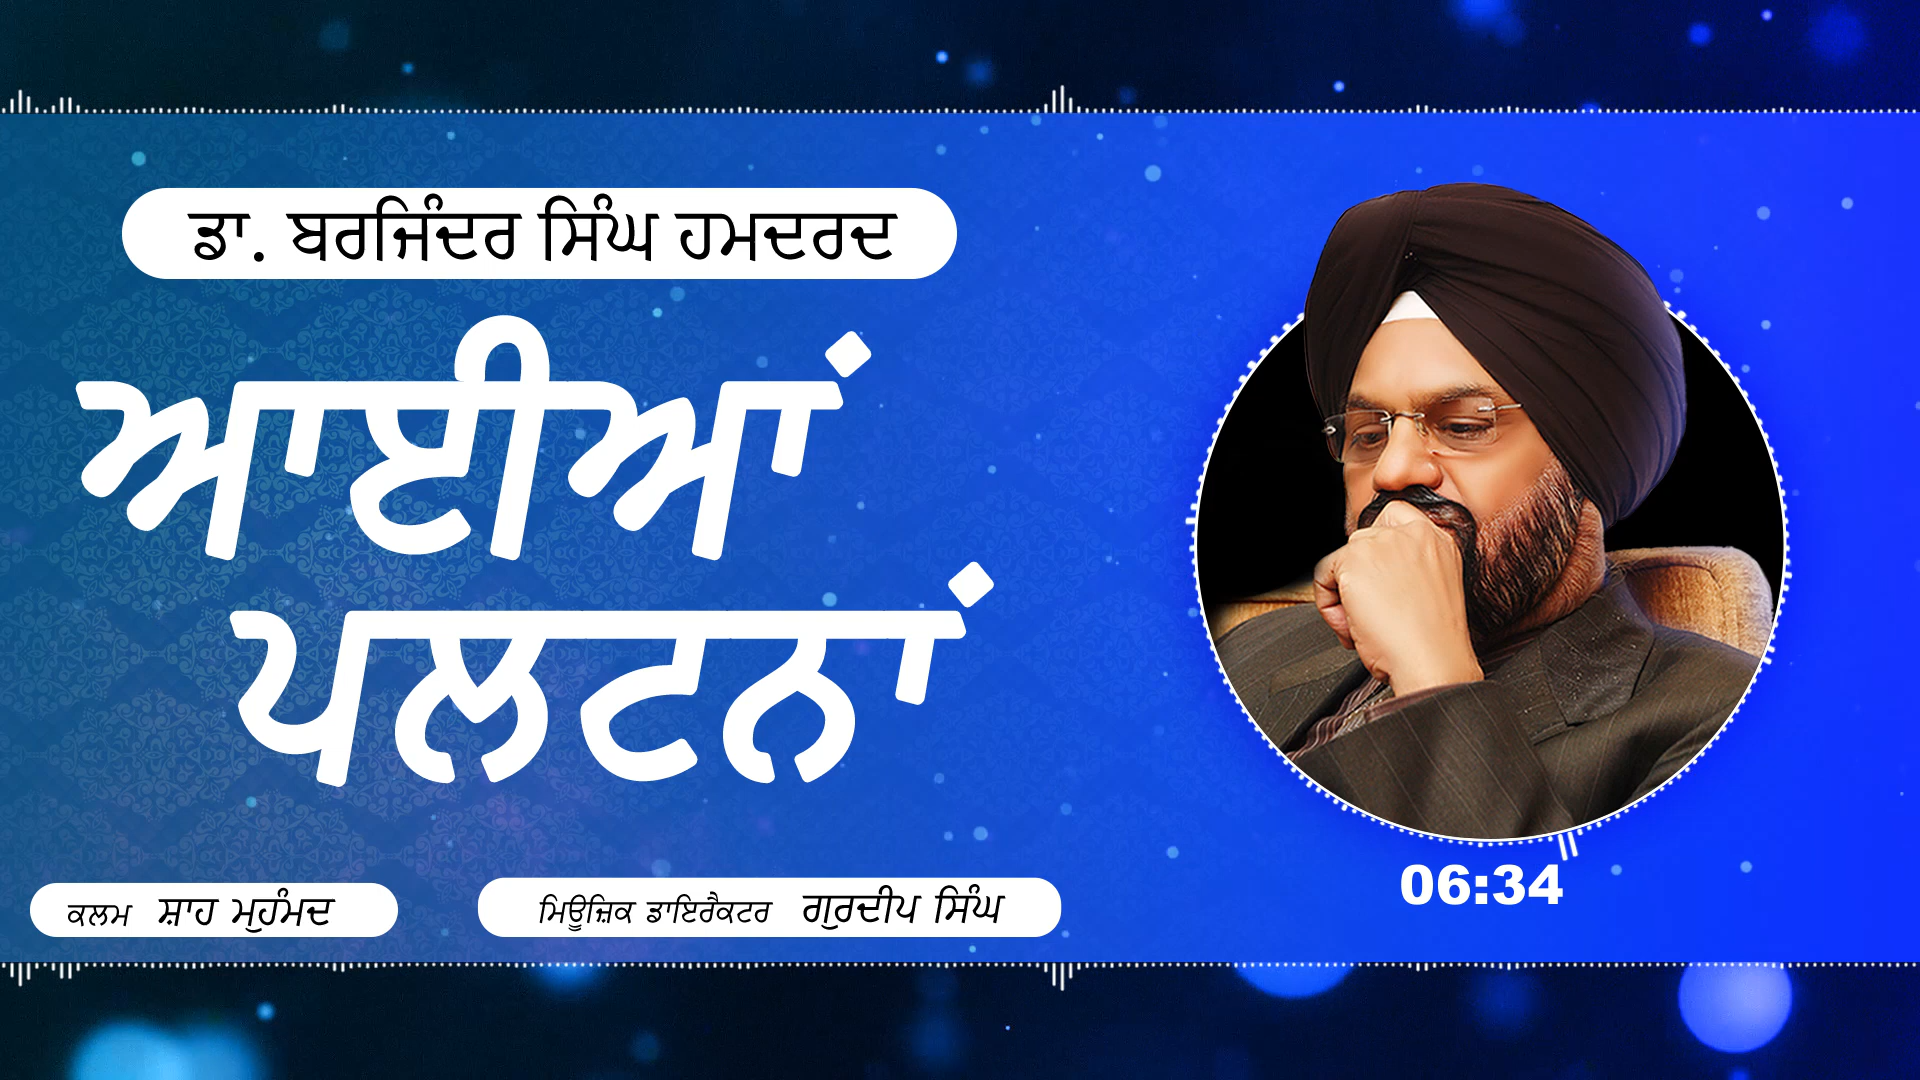 ਡਾ. ਬਰਜਿੰਦਰ ਸਿੰਘ ਹਮਦਰਦ
ਆਈਆਂ
ਪਲਟਨਾਂ
ਕਲਮ ਸ਼ਾਹ ਮੁਹੰਮਦ
ਮਿਊਜ਼ਿਕ ਡਾਇਰੈਕਟਰ ਗੁਰਦੀਪ ਸਿੰਘ
06:34